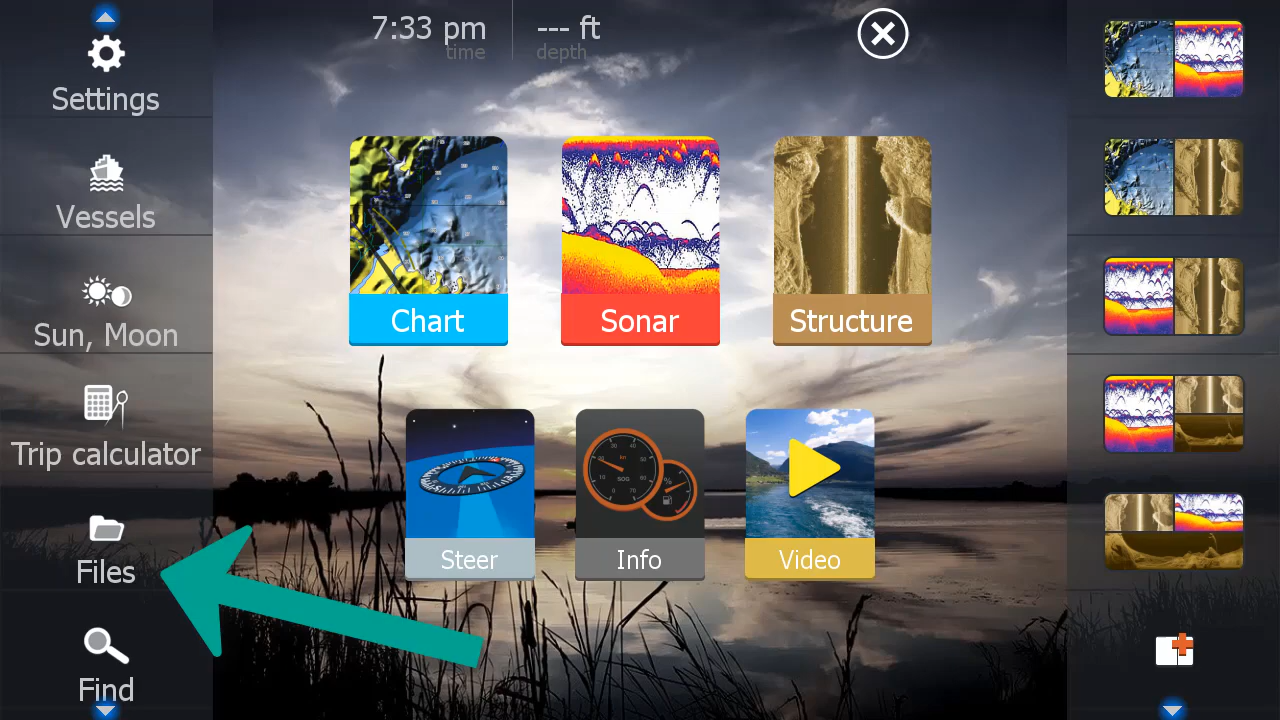 7:33 pm
time
--- ft
depth
Settings
Vessels
Sun, Moon
Trip calculator
Files
Find
Chart
Sonar
Structure
Steer
Info
Video